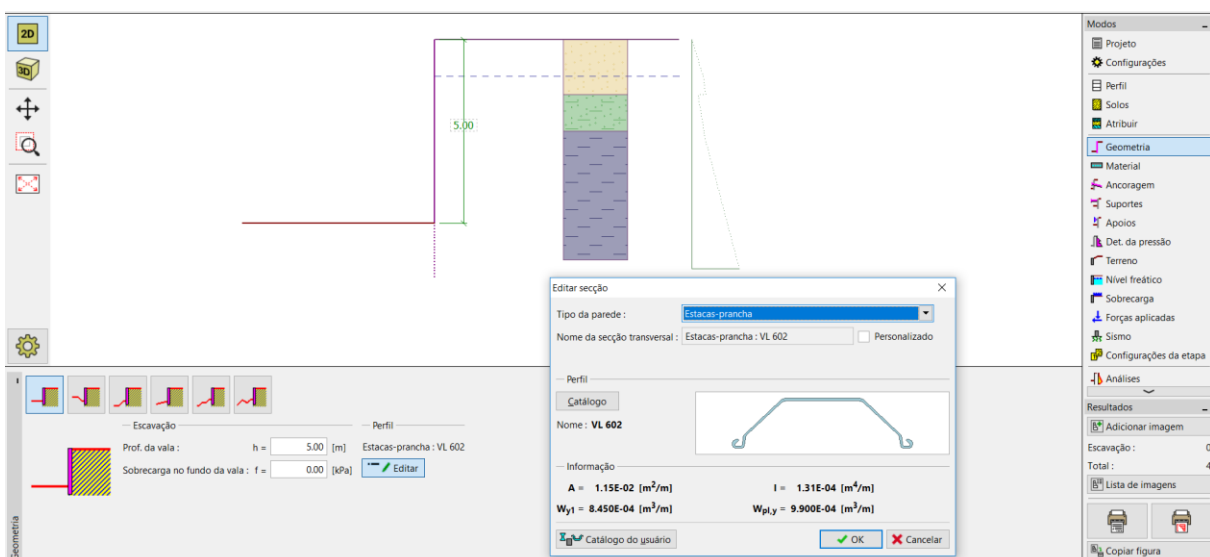 2D
3D
5.00
Modos
Projeto
Configurações
Perfil
Solos
Atribuir
Geometria
Material
Ancoragem
Suportes
Apoios
Det. da pressão
Terreno
Nível freático
Sobrecarga
Forças aplicadas
Sismo
Configurações da etapa
Análises
Resultados
Adicionar imagem
Escavação : 0
Total : 4
Lista de imagens
Copiar figura
Editar secção
Tipo da parede : Estacas-prancha
Nome da secção transversal : Estacas-prancha : VL 602 Personalizado
Perfil
Catálogo
Nome : VL 602
Informação
A = 1.15E-02 [m²/m] I = 1.31E-04 [m⁴/m]
Wy1 = 8.450E-04 [m³/m] Wpl,y = 9.900E-04 [m³/m]
Catálogo do usuário OK Cancelar
Geometria
Escavação
Prof. da vala : h = 5.00 [m]
Sobrecarga no fundo da vala : f = 0.00 [kPa]
Perfil
Estacas-prancha : VL 602
Editar